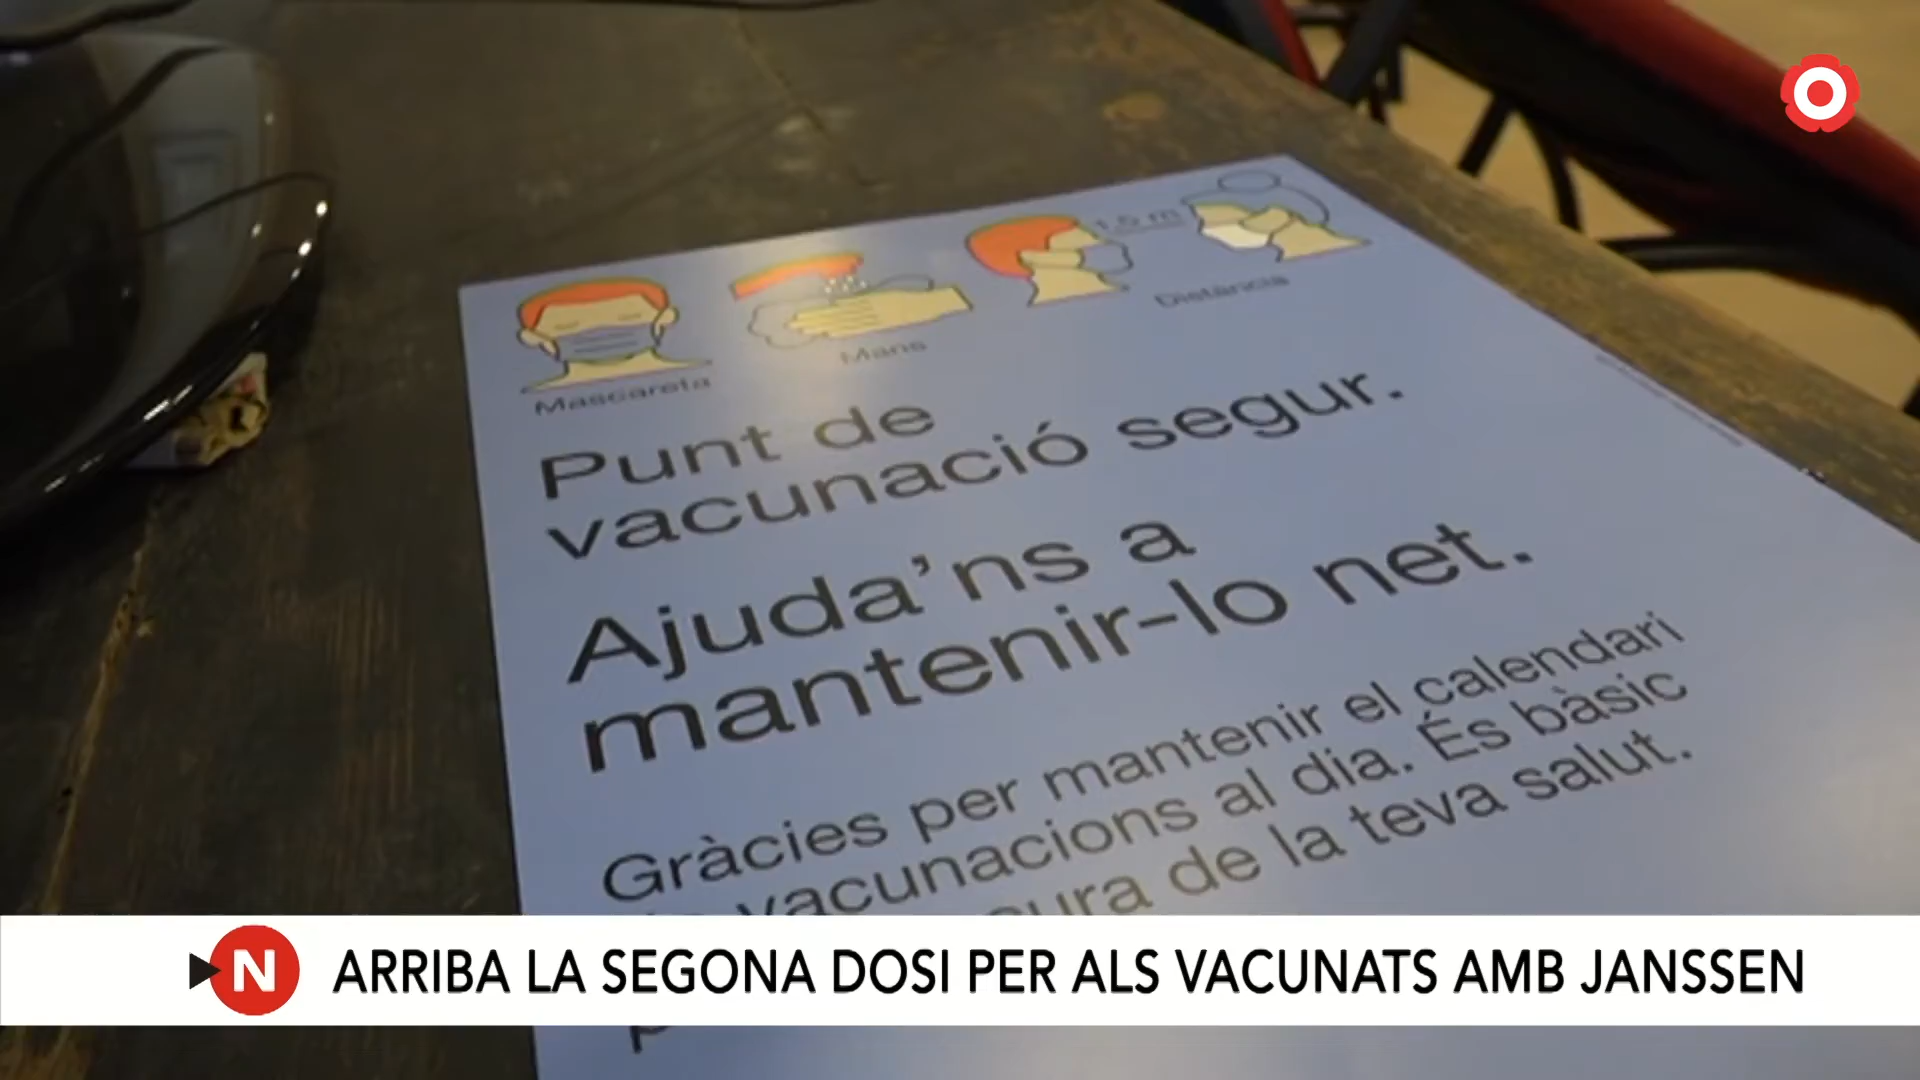 1,5 m
Mascareta
Mans
Distància
Punt de
vacunació segur.
Ajuda’ns a
mantenir-lo net.
Gràcies per mantenir el calendari
vacunacions al dia. És bàsic
cura de la teva salut.
N ARRIBA LA SEGONA DOSI PER ALS VACUNATS AMB JANSSEN